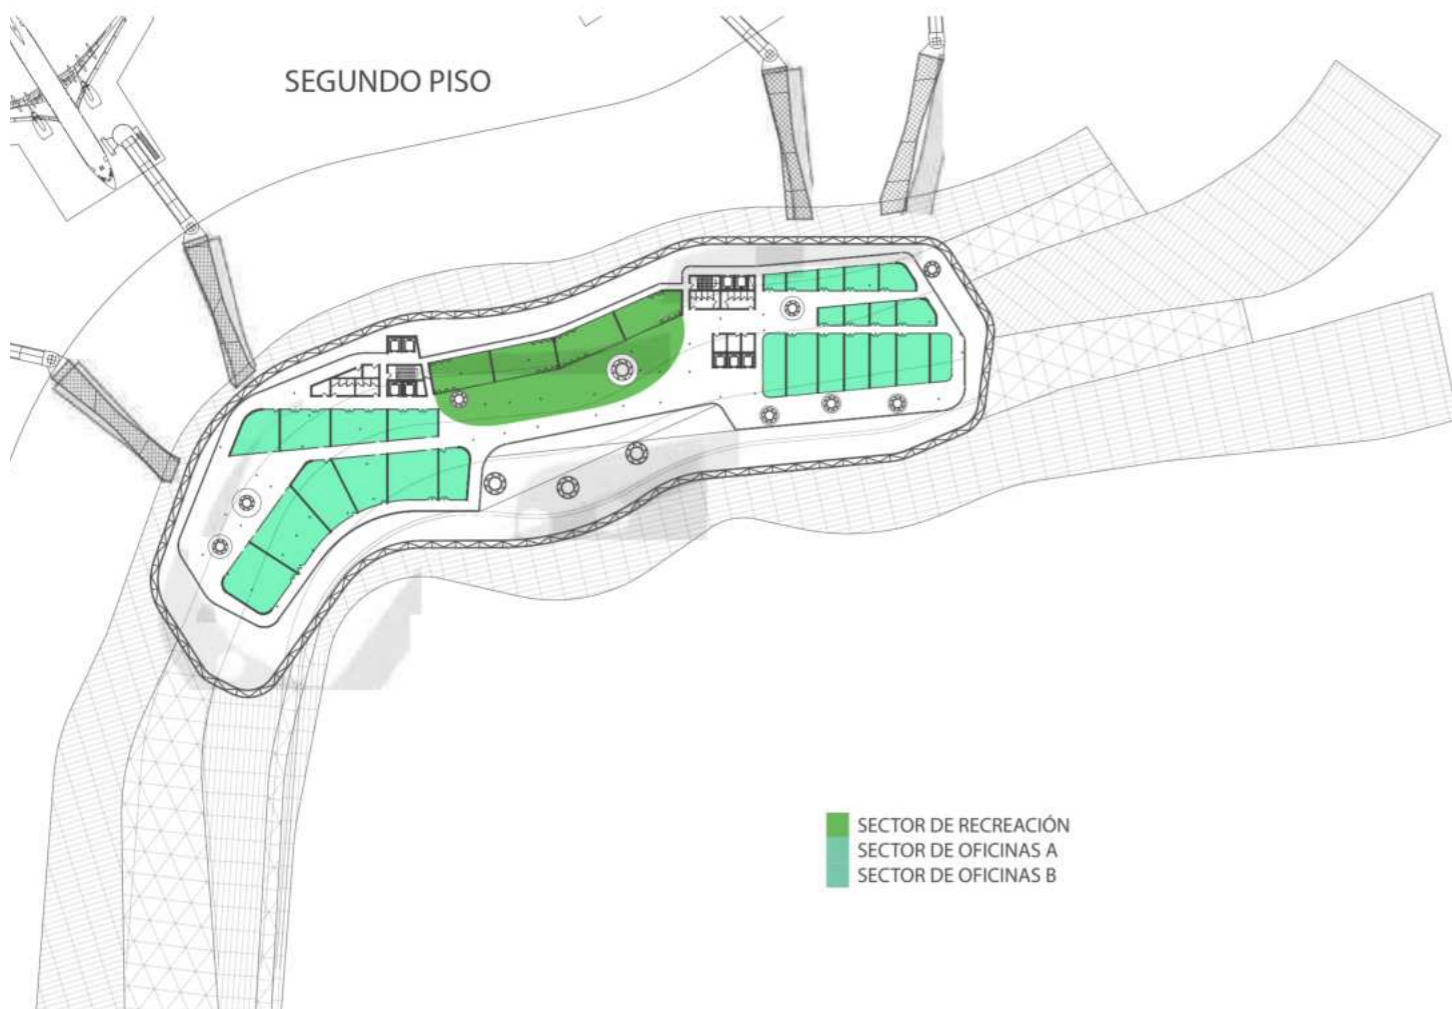 SEGUNDO PISO
SECTOR DE RECREACIÓN
SECTOR DE OFICINAS A
SECTOR DE OFICINAS B